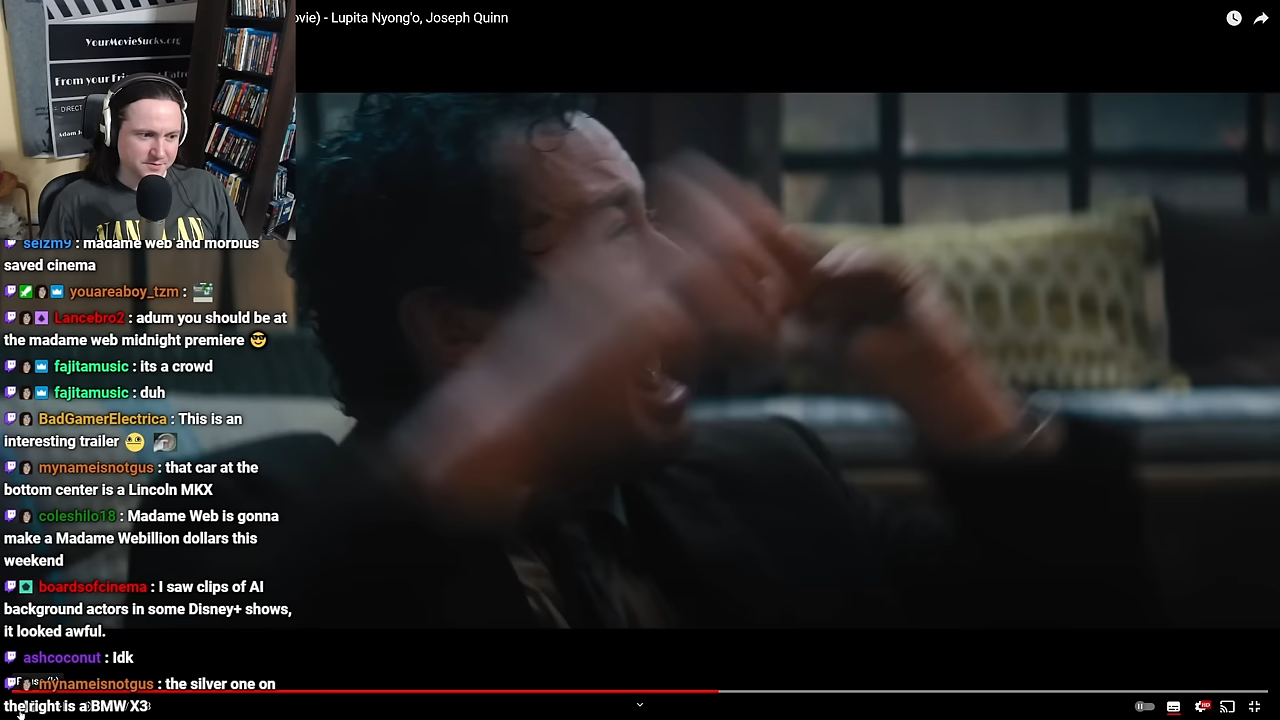 ovie) - Lupita Nyong'o, Joseph Quinn
YourMovieSucks.org
DIRECT
seizm9 : madame web and morbius
saved cinema
youareaboy_tzm :
Lancebro2 : adum you should be at
the madame web midnight premiere 😎
fajitamusic : its a crowd
fajitamusic : duh
BadGamerElectrica : This is an
interesting trailer
mynameisnotgus : that car at the
bottom center is a Lincoln MKX
coleshilo18 : Madame Web is gonna
make a Madame Webillion dollars this
weekend
boardsofcinema : I saw clips of AI
background actors in some Disney+ shows,
it looked awful.
ashcoconut : Idk
mynameisnotgus : the silver one on
the right is a BMW X3
HD